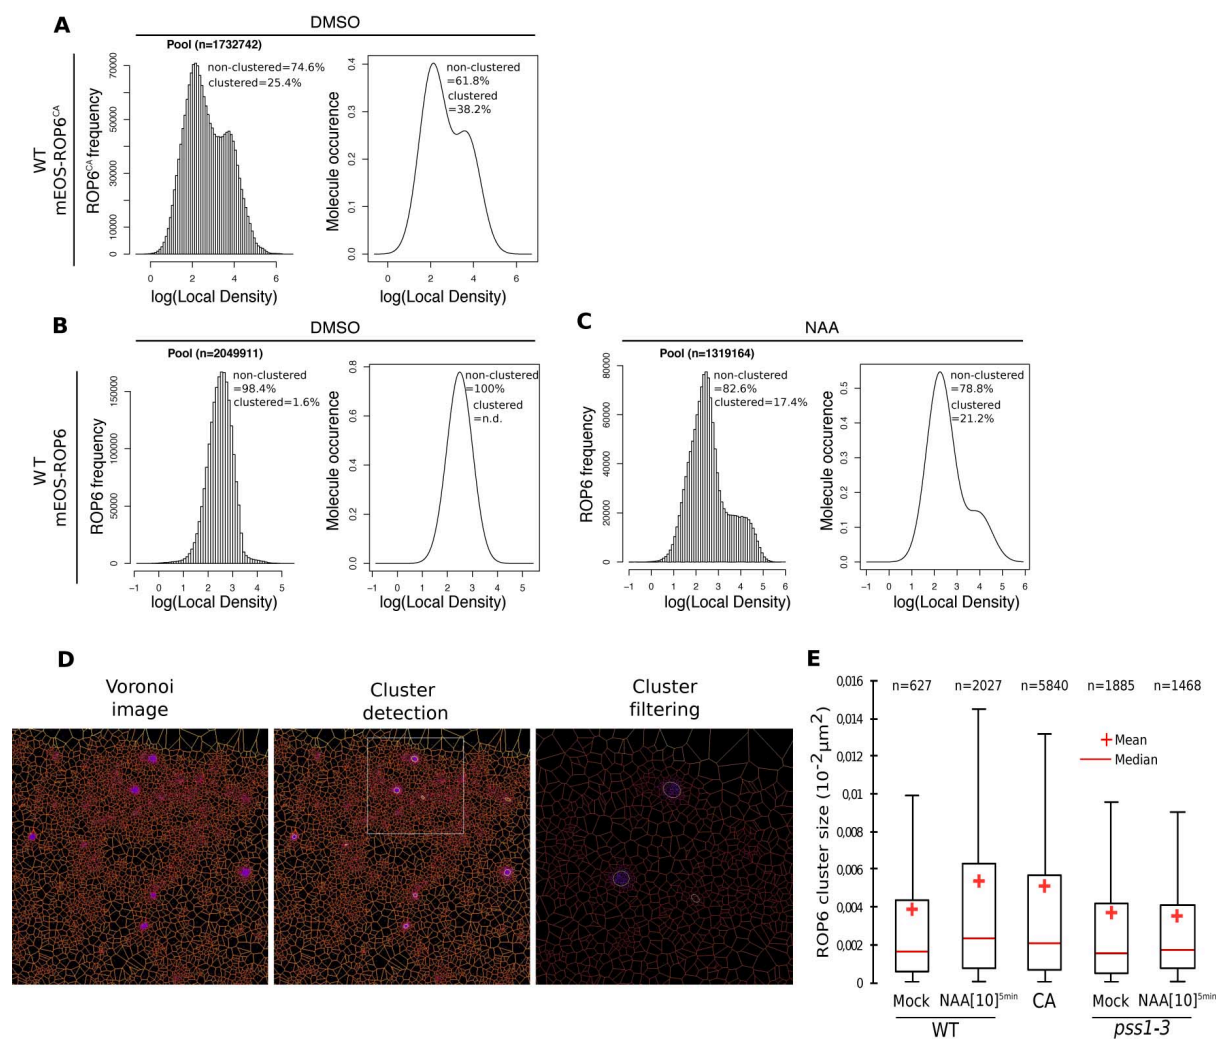 A
DMSO
Pool (n=1732742)
WT
mEOS-ROP6CA
ROP6CA frequency
70000
50000
30000
10000
0
non-clustered=74.6%
clustered=25.4%
0 2 4 6
log(Local Density)
Molecule occurence
0.4
0.3
0.2
0.1
0.0
non-clustered
=61.8%
clustered
=38.2%
0 2 4 6
log(Local Density)
B
DMSO
Pool (n=2049911)
WT
mEOS-ROP6
ROP6 frequency
150000
100000
50000
0
non-clustered
=98.4%
clustered=1.6%
−1 0 1 2 3 4 5
log(Local Density)
Molecule occurence
0.8
0.6
0.4
0.2
0.0
non-clustered
=100%
clustered
=n.d.
−1 0 1 2 3 4 5
log(Local Density)
C
NAA
Pool (n=1319164)
ROP6 frequency
80000
60000
40000
20000
0
non-clustered
=82.6%
clustered=17.4%
−1 0 1 2 3 4 5 6
log(Local Density)
Molecule occurence
0.5
0.4
0.3
0.2
0.1
0.0
non-clustered
=78.8%
clustered
=21.2%
−1 0 1 2 3 4 5 6
log(Local Density)
D
Voronoi
image
Cluster
detection
Cluster
filtering
E
ROP6 cluster size (10-2µm2)
0,016
0,014
0,012
0,01
0,008
0,006
0,004
0,002
0
n=627 n=2027 n=5840 n=1885 n=1468
Mean
Median
Mock NAA[10]5min CA Mock NAA[10]5min
WT pss1-3